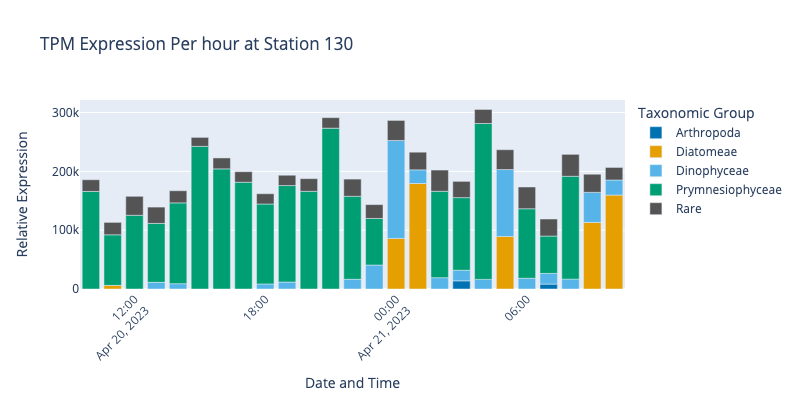 TPM Expression Per hour at Station 130
300k
200k
100k
0
Relative Expression
12:00
Apr 20, 2023
18:00
00:00
Apr 21, 2023
06:00
Date and Time
Taxonomic Group
Arthropoda
Diatomeae
Dinophyceae
Prymnesiophyceae
Rare